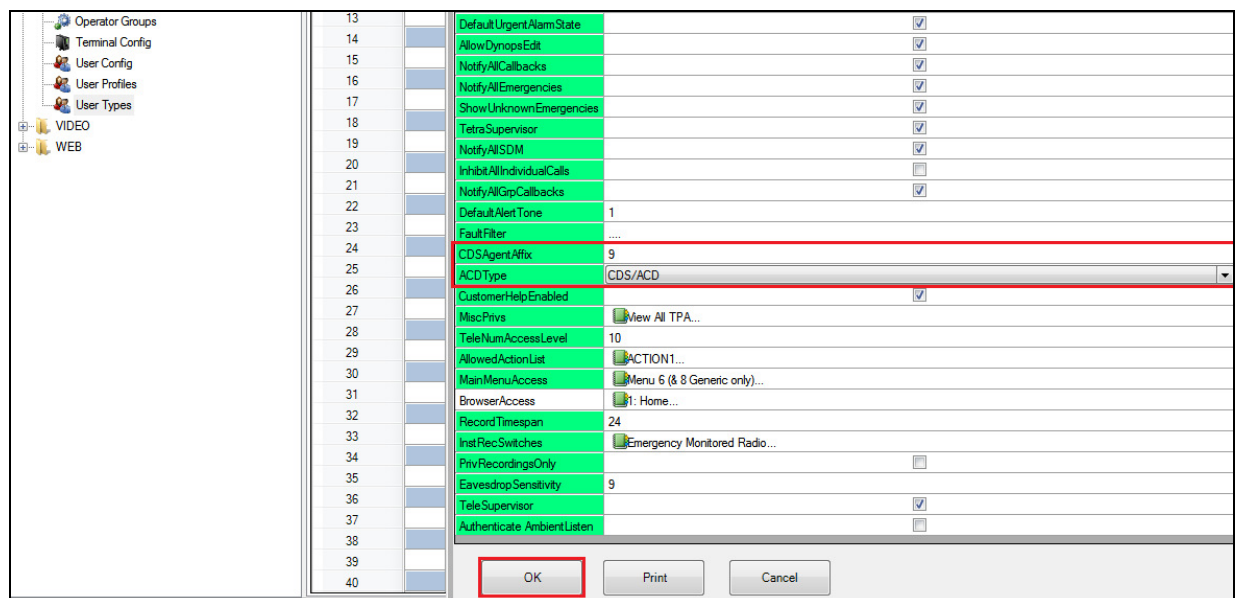 Operator Groups
Terminal Config
User Config
User Profiles
User Types
VIDEO
WEB
13
14
15
16
17
18
19
20
21
22
23
24
25
26
27
28
29
30
31
32
33
34
35
36
37
38
39
40
DefaultUrgentAlarmState
AllowDynopsEdit
NotifyAllCallbacks
NotifyAllEmergencies
ShowUnknownEmergencies
TetraSupervisor
NotifyAllSDM
InhibitAllIndividualCalls
NotifyAllGrpCallbacks
DefaultAlertTone 1
FaultFilter ....
CDSAgentAffix 9
ACDType CDS/ACD
CustomerHelpEnabled
MiscPrivs View All TPA...
TeleNumAccessLevel 10
AllowedActionList ACTION1...
MainMenuAccess Menu 6 (& 8 Generic only)...
BrowserAccess 1: Home...
RecordTimespan 24
InstRecSwitches Emergency Monitored Radio...
PrivRecordingsOnly
EavesdropSensitivity 9
TeleSupervisor
Authenticate AmbientListen
OK Print Cancel